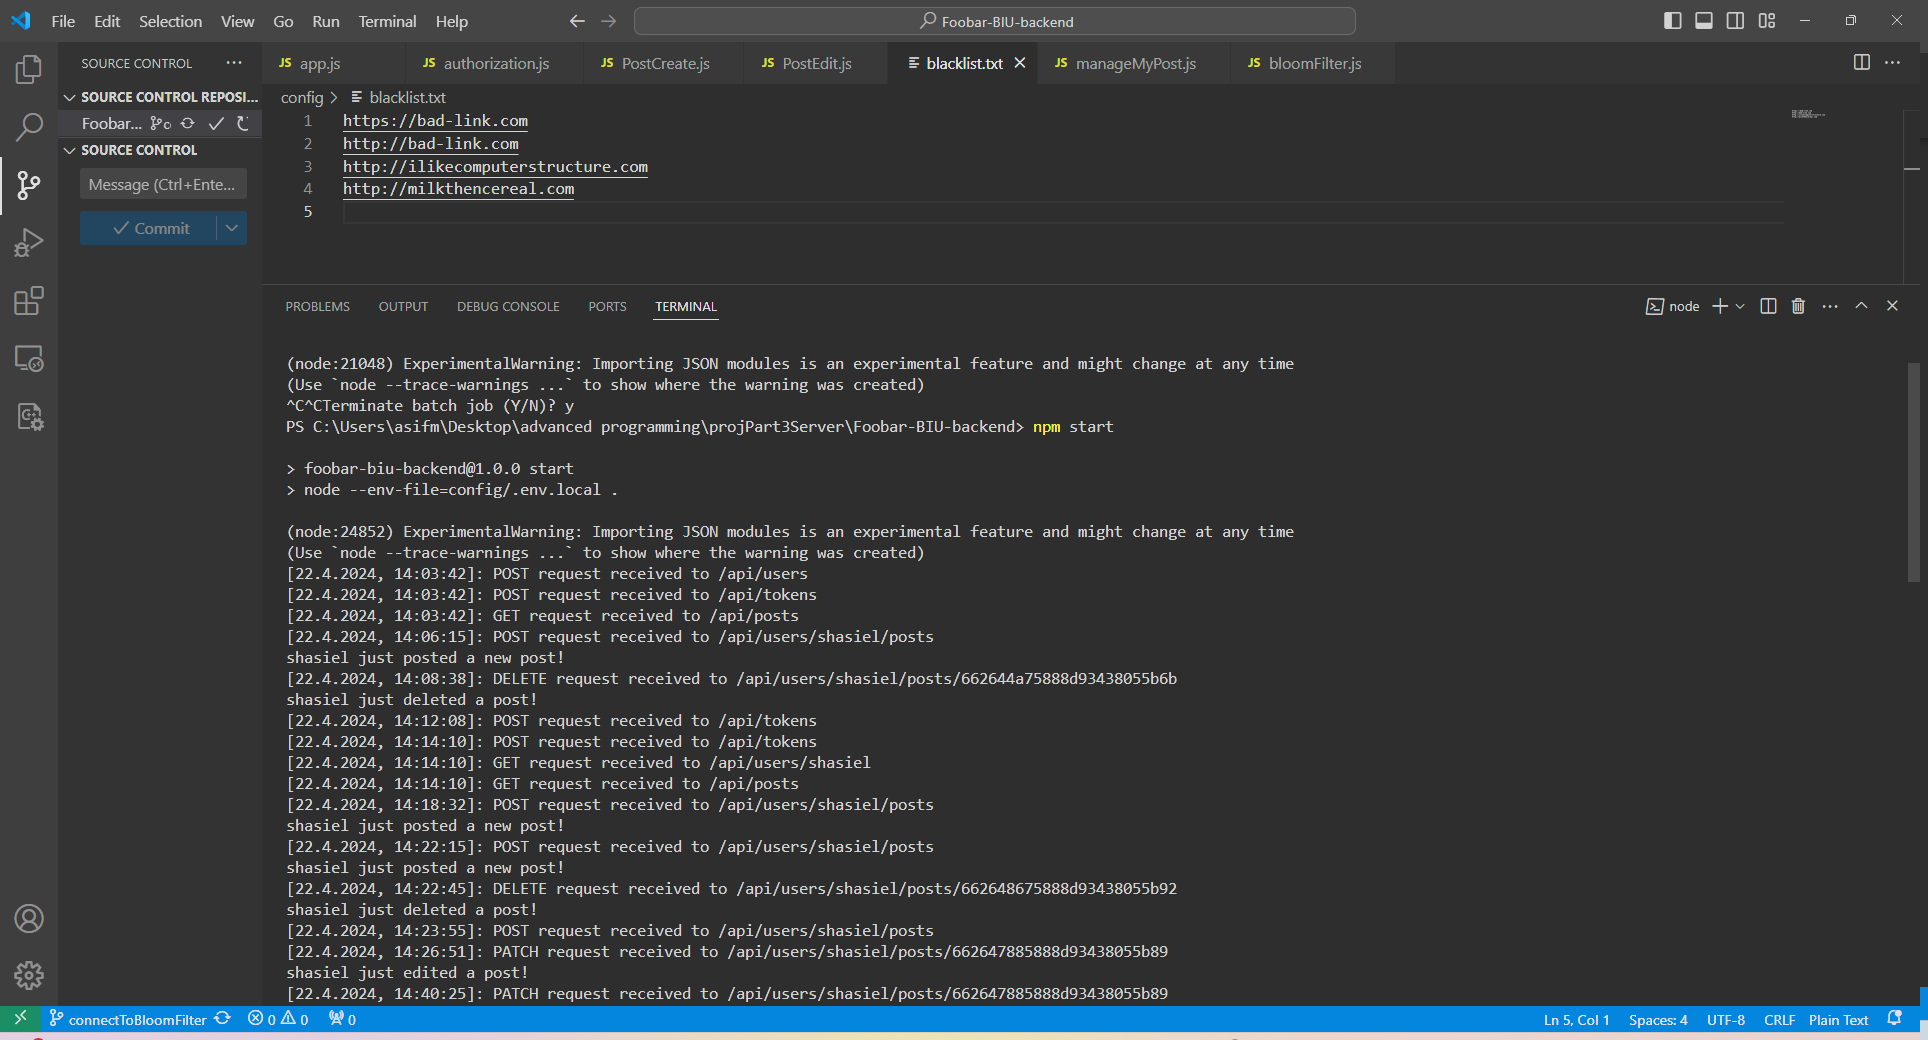 File Edit Selection View Go Run Terminal Help
Foobar-BIU-backend
SOURCE CONTROL
SOURCE CONTROL REPOSI...
Foobar...
SOURCE CONTROL
Message (Ctrl+Ente...
Commit
app.js
authorization.js
PostCreate.js
PostEdit.js
blacklist.txt
manageMyPost.js
bloomFilter.js
config > blacklist.txt
1 https://bad-link.com
2 http://bad-link.com
3 http://ilikecomputerstructure.com
4 http://milkthencereal.com
5
PROBLEMS OUTPUT DEBUG CONSOLE PORTS TERMINAL
node
(node:21048) ExperimentalWarning: Importing JSON modules is an experimental feature and might change at any time
(Use `node --trace-warnings ...` to show where the warning was created)
^C^CTerminate batch job (Y/N)? y
PS C:\Users\asifm\Desktop\advanced programming\projPart3Server\Foobar-BIU-backend> npm start
> foobar-biu-backend@1.0.0 start
> node --env-file=config/.env.local .
(node:24852) ExperimentalWarning: Importing JSON modules is an experimental feature and might change at any time
(Use `node --trace-warnings ...` to show where the warning was created)
[22.4.2024, 14:03:42]: POST request received to /api/users
[22.4.2024, 14:03:42]: POST request received to /api/tokens
[22.4.2024, 14:03:42]: GET request received to /api/posts
[22.4.2024, 14:06:15]: POST request received to /api/users/shasiel/posts
shasiel just posted a new post!
[22.4.2024, 14:08:38]: DELETE request received to /api/users/shasiel/posts/662644a75888d93438055b6b
shasiel just deleted a post!
[22.4.2024, 14:12:08]: POST request received to /api/tokens
[22.4.2024, 14:14:10]: POST request received to /api/tokens
[22.4.2024, 14:14:10]: GET request received to /api/users/shasiel
[22.4.2024, 14:14:10]: GET request received to /api/posts
[22.4.2024, 14:18:32]: POST request received to /api/users/shasiel/posts
shasiel just posted a new post!
[22.4.2024, 14:22:15]: POST request received to /api/users/shasiel/posts
shasiel just posted a new post!
[22.4.2024, 14:22:45]: DELETE request received to /api/users/shasiel/posts/662648675888d93438055b92
shasiel just deleted a post!
[22.4.2024, 14:23:55]: POST request received to /api/users/shasiel/posts
[22.4.2024, 14:26:51]: PATCH request received to /api/users/shasiel/posts/662647885888d93438055b89
shasiel just edited a post!
[22.4.2024, 14:40:25]: PATCH request received to /api/users/shasiel/posts/662647885888d93438055b89
connectToBloomFilter 0 0 0
Ln 5, Col 1 Spaces: 4 UTF-8 CRLF Plain Text